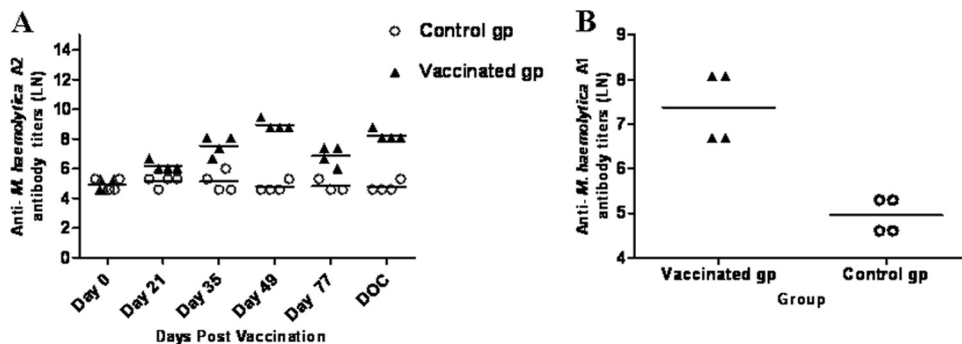 A
Anti-M. haemolytica A2
antibody titers (LN)
14
12
10
8
6
4
2
0
Day 0
Day 21
Day 35
Day 49
Day 77
DOC
Days Post Vaccination
Control gp
Vaccinated gp
B
Anti-M. haemolytica A1
antibody titers (LN)
9
8
7
6
5
4
Vaccinated gp
Control gp
Group